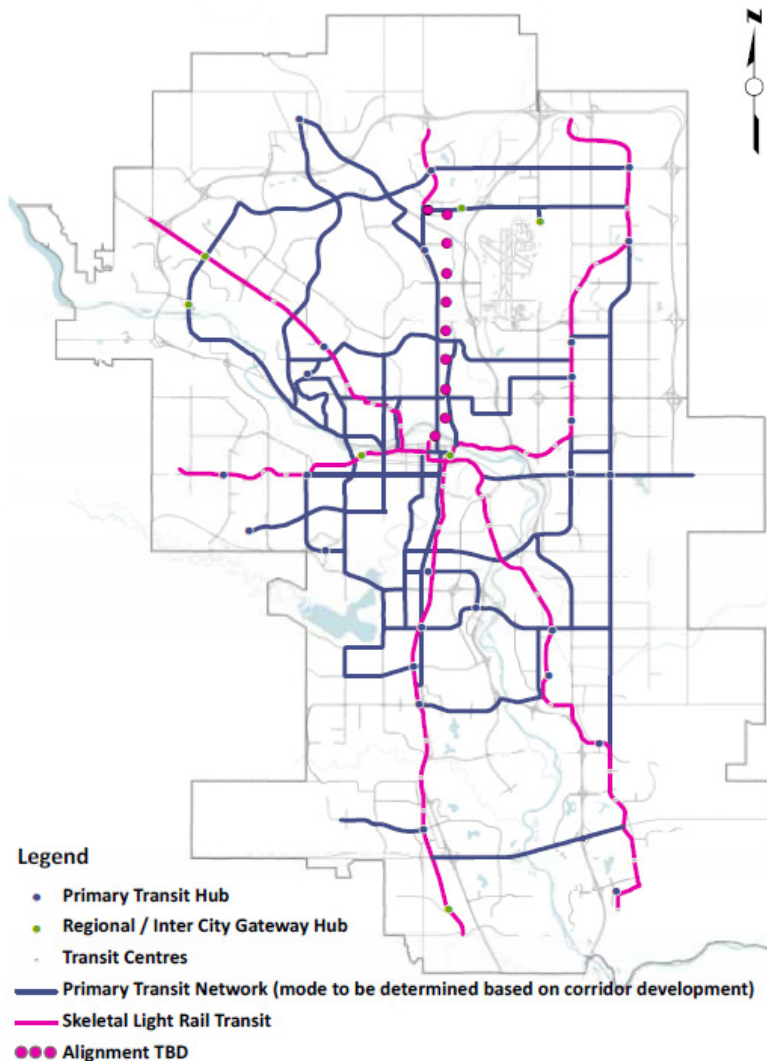 N
Legend
Primary Transit Hub
Regional / Inter City Gateway Hub
Transit Centres
Primary Transit Network (mode to be determined based on corridor development)
Skeletal Light Rail Transit
Alignment TBD